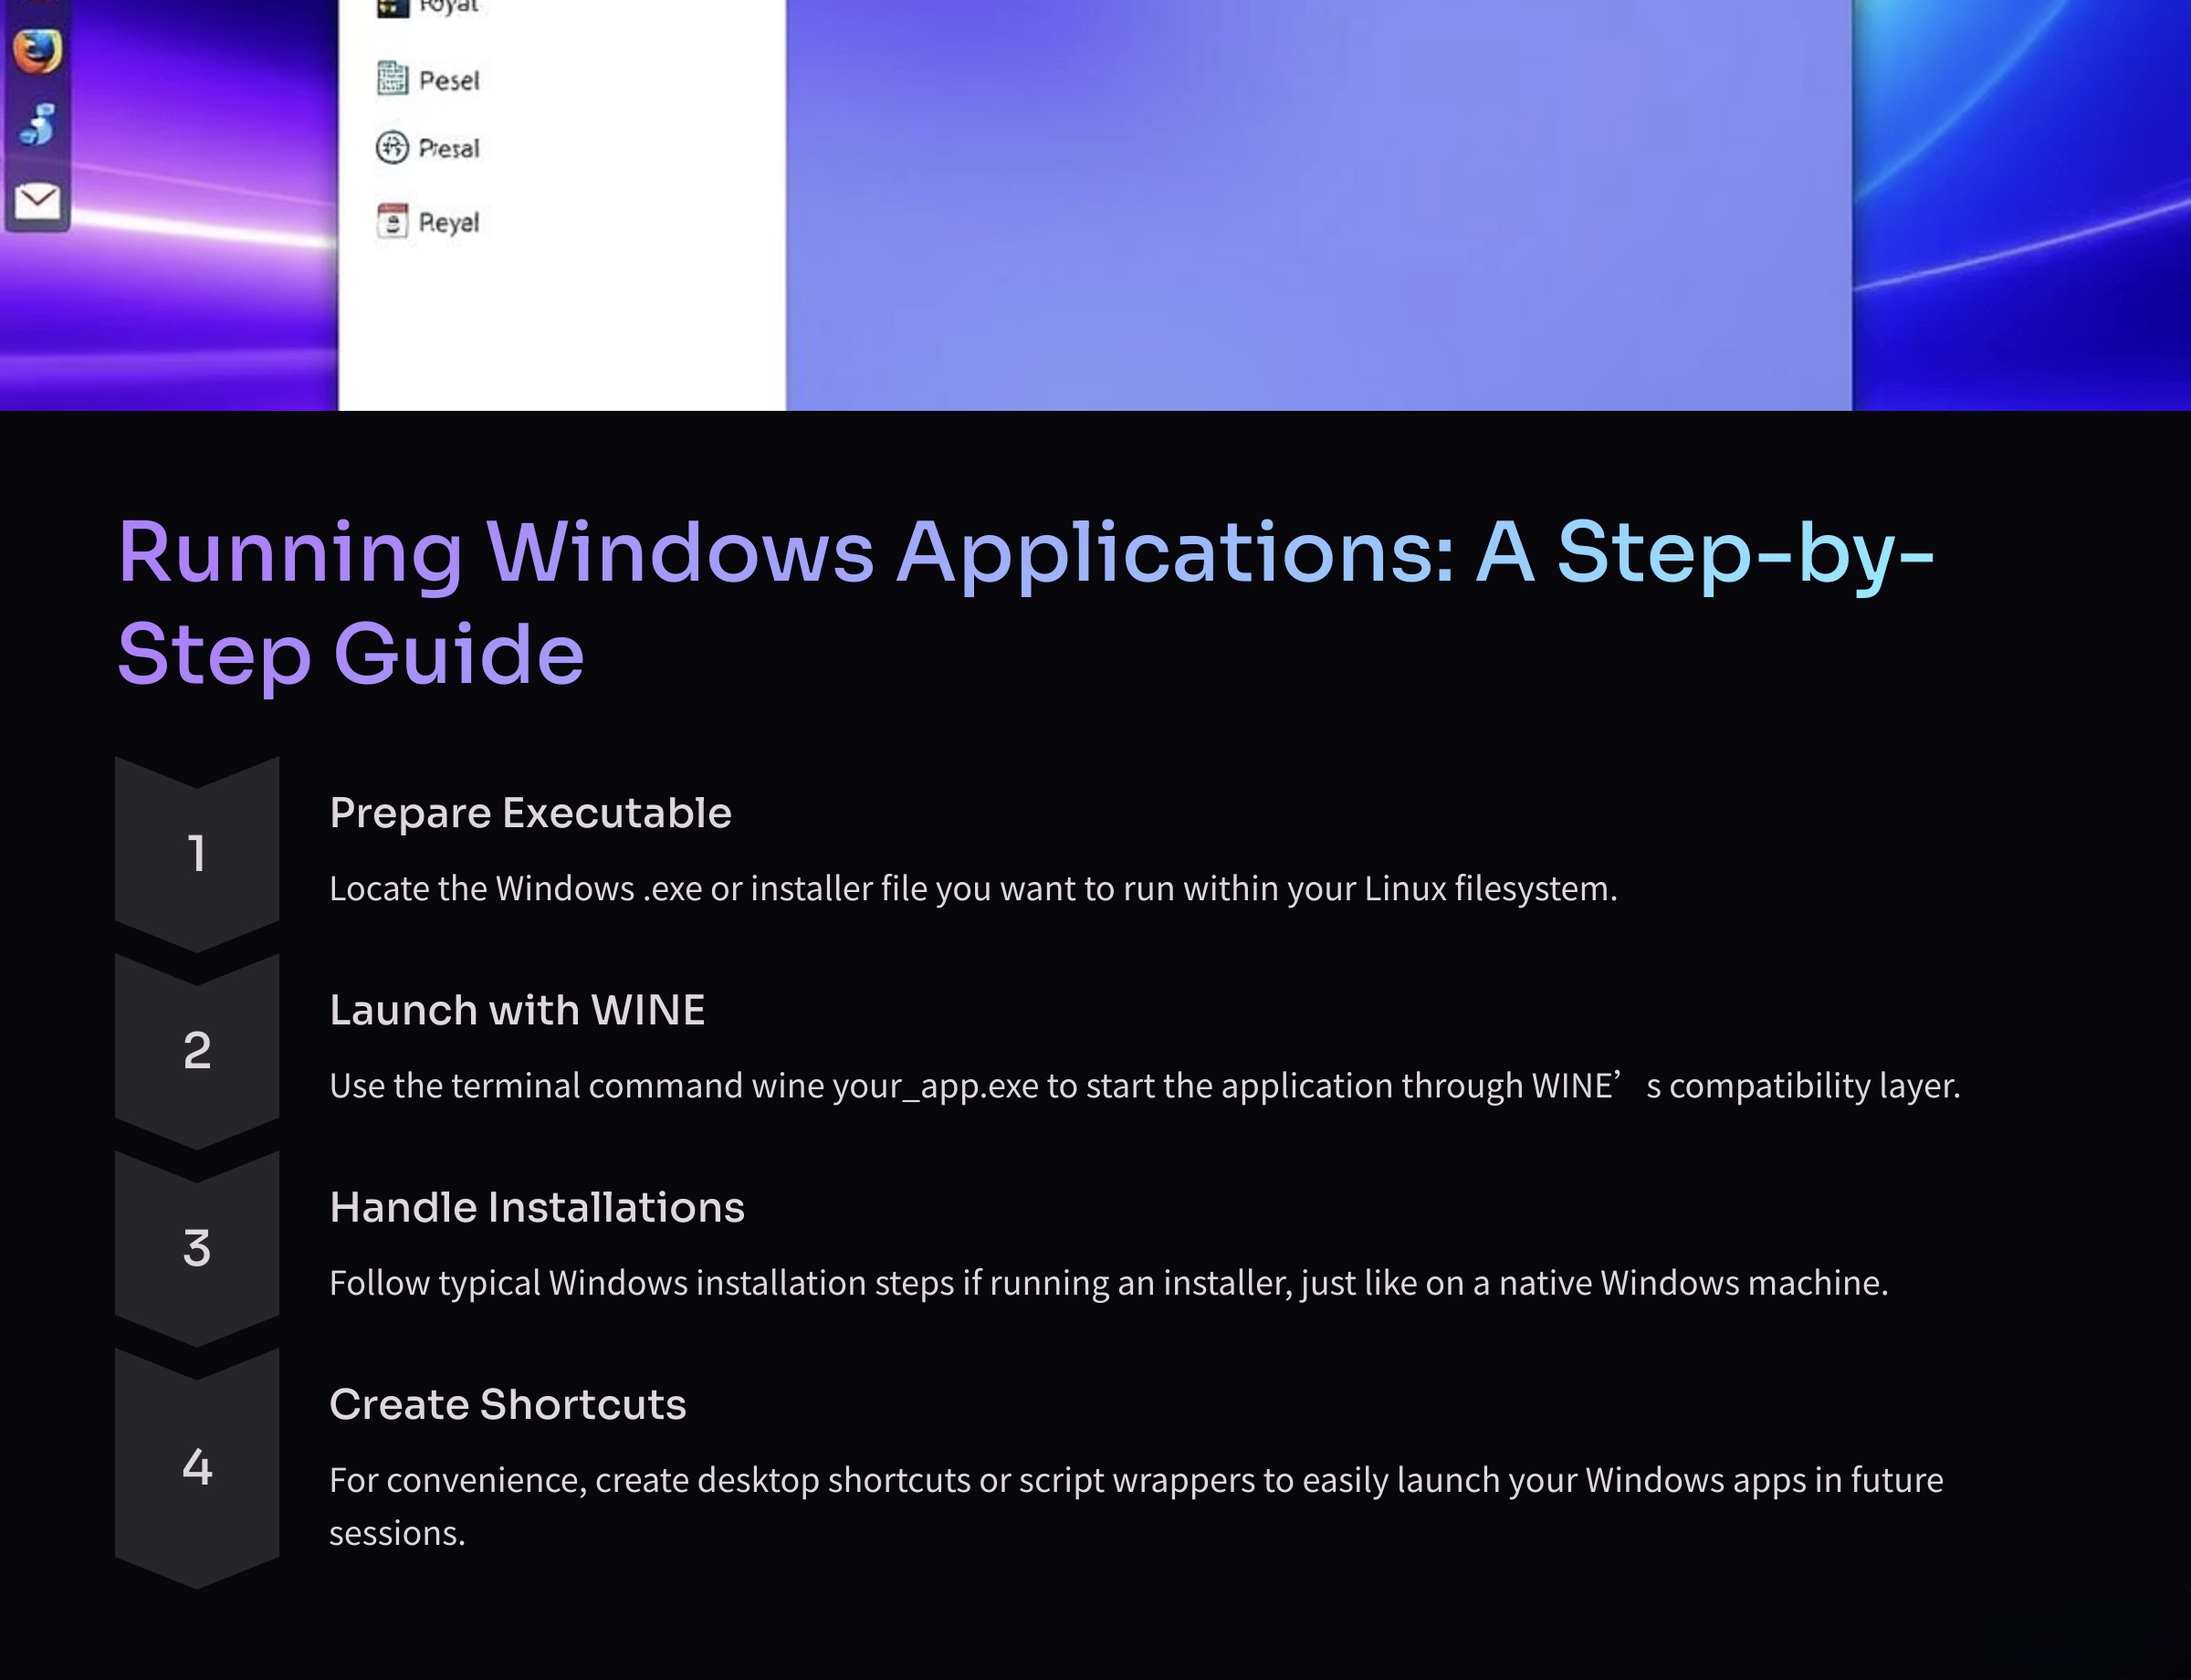 Pesel
Presal
Reyal
Running Windows Applications: A Step-by-
Step Guide
1
Prepare Executable
Locate the Windows .exe or installer file you want to run within your Linux filesystem.
2
Launch with WINE
Use the terminal command wine your_app.exe to start the application through WINE’s compatibility layer.
3
Handle Installations
Follow typical Windows installation steps if running an installer, just like on a native Windows machine.
4
Create Shortcuts
For convenience, create desktop shortcuts or script wrappers to easily launch your Windows apps in future
sessions.